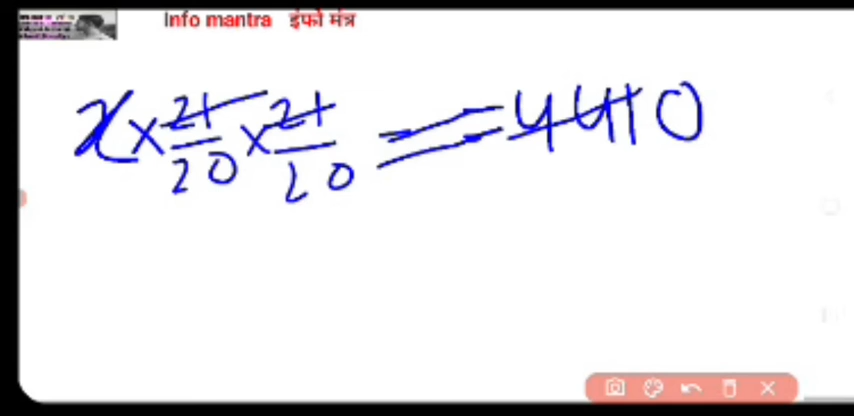 Info mantra इंफो मंत्र
x × 21/20 × 21/20 = 4410